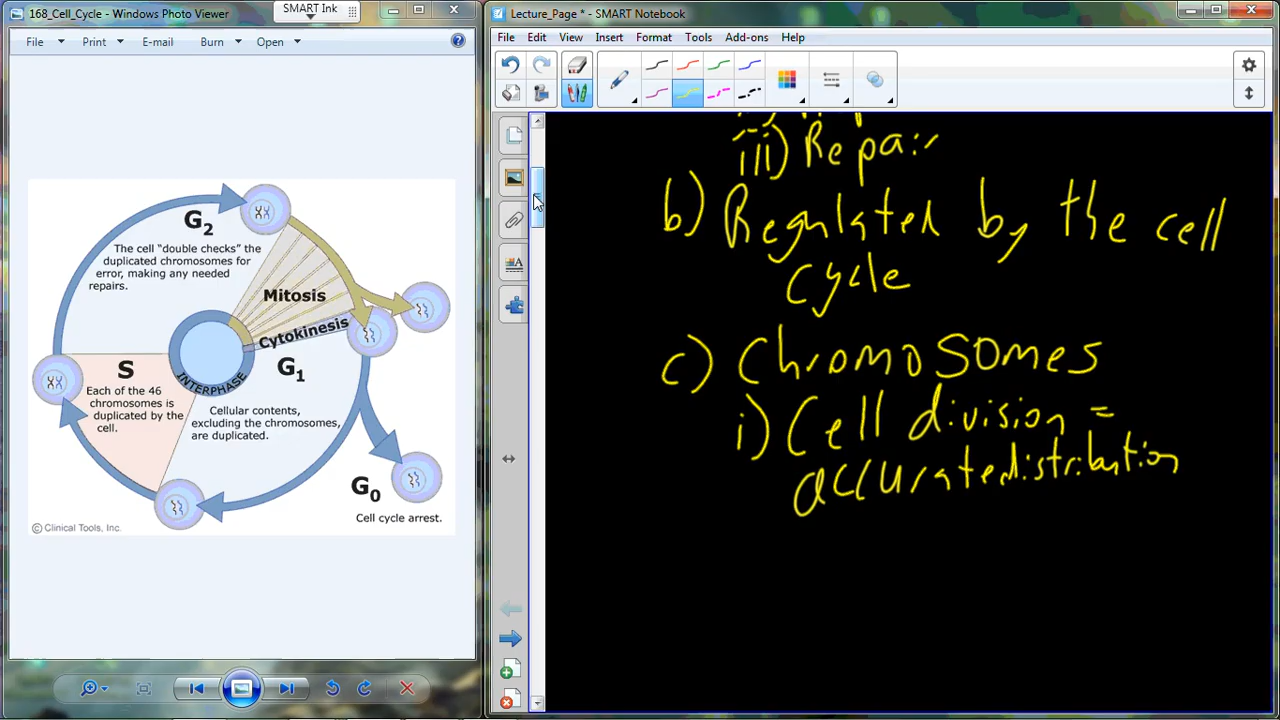 168_Cell_Cycle - Windows Photo Viewer
SMART Ink
File Print E-mail Burn Open
G2
The cell "double checks" the
duplicated chromosomes for
error, making any needed
repairs.
Mitosis
Cytokinesis
S
Each of the 46
chromosomes is
duplicated by the
cell.
INTERPHASE
G1
Cellular contents,
excluding the chromosomes,
are duplicated.
G0
Cell cycle arrest.
© Clinical Tools, Inc.
Lecture_Page * - SMART Notebook
File Edit View Insert Format Tools Add-ons Help
iii) Repair
b) Regulated by the cell
cycle
c) Chromosomes
i) Cell division =
accurate distribution